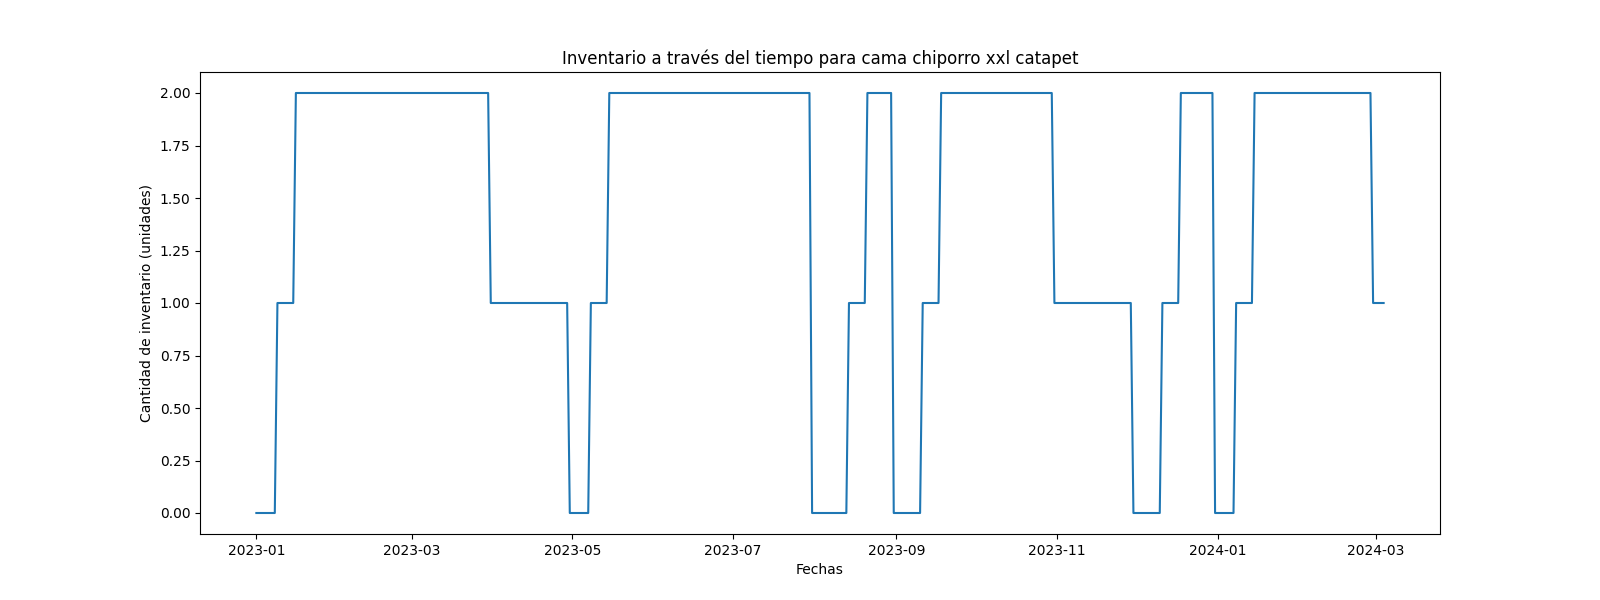 Inventario a través del tiempo para cama chiporro xxl catapet
Cantidad de inventario (unidades)
2.00
1.75
1.50
1.25
1.00
0.75
0.50
0.25
0.00
2023-01 2023-03 2023-05 2023-07 2023-09 2023-11 2024-01 2024-03
Fechas